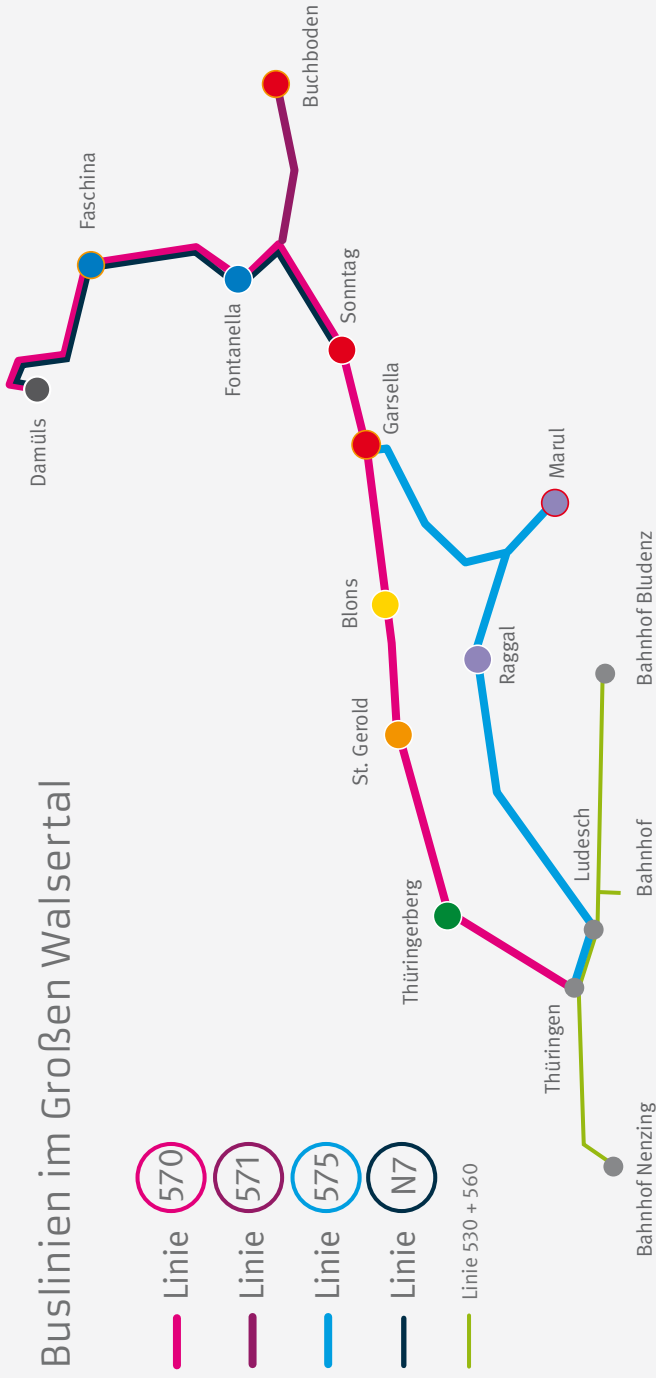 Buslinien im Großen Walsertal
Linie 570
Linie 571
Linie 575
Linie N7
Linie 530 + 560
Damüls
Faschina
Fontanella
Buchboden
Sonntag
Garsella
Blons
St. Gerold
Thüringerberg
Marul
Raggal
Ludesch
Thüringen
Bahnhof Nenzing
Bahnhof
Bahnhof Bludenz